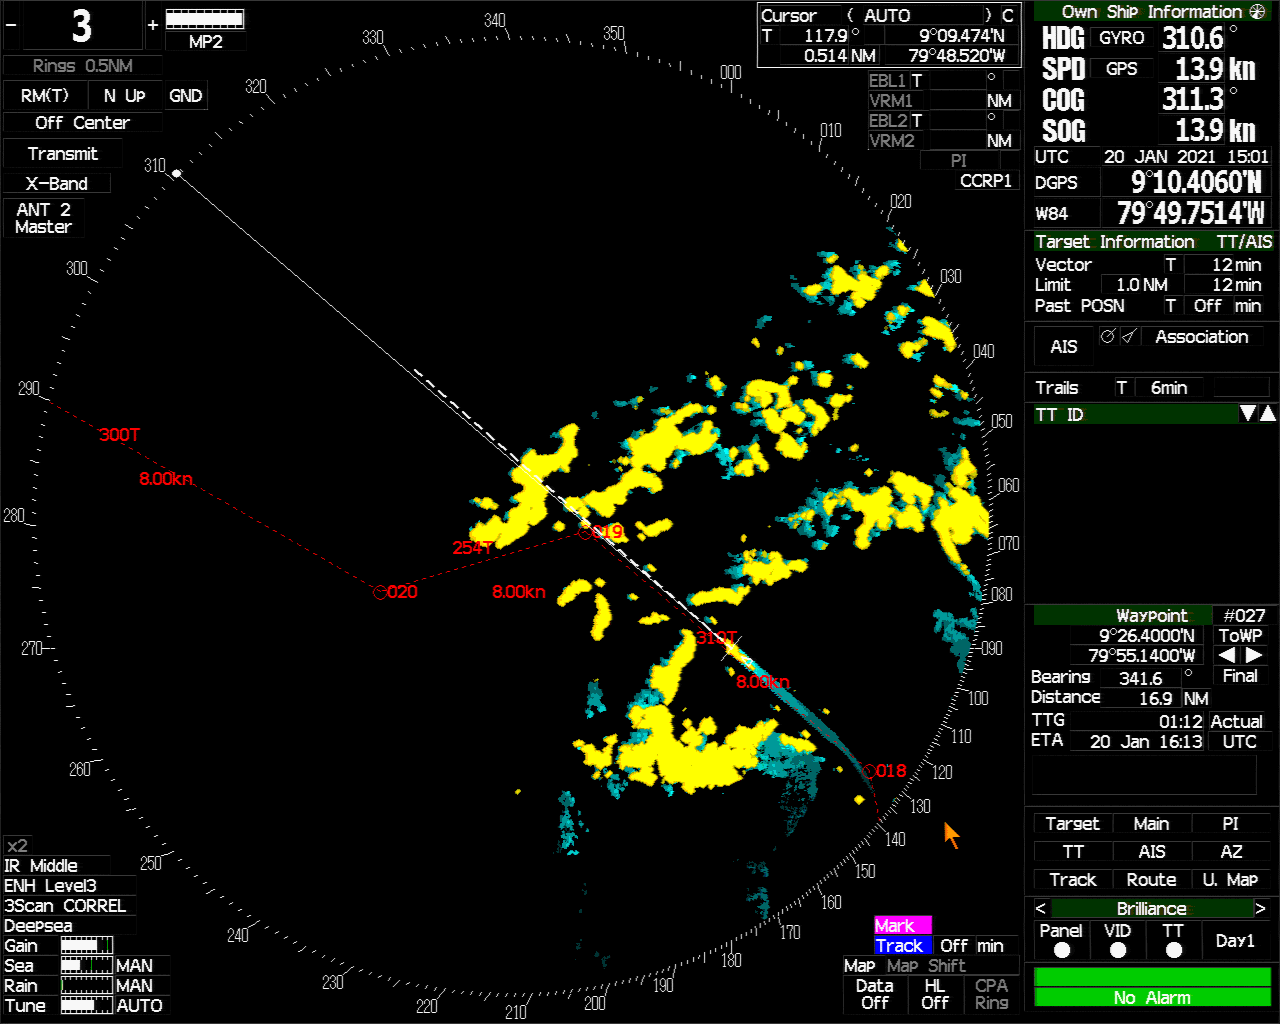 - 3 +
MP2
Rings 0.5NM
RM(T) N Up GND
Off Center
Transmit
X-Band
ANT 2
Master
Cursor ( AUTO ) C
T 117.9° 9°09.474'N
0.514 NM 79°48.520'W
EBL1 T °
VRM1 NM
EBL2 T °
VRM2 NM
PI
CCRP1
340
350
330
000
320
010
310
020
300
030
290
040
050
280
060
070
270
080
090
100
260
110
120
250
130
140
240
150
160
230
170
220
180
210
200
190
300T
8.00kn
254T
019
020
8.00kn
310T
8.00kn
018
x2
IR Middle
ENH Level3
3Scan CORREL
Deepsea
Gain
Sea MAN
Rain MAN
Tune AUTO
Mark
Track Off min
Map Map Shift
Data Off HL Off CPA Ring
Own Ship Information
HDG GYRO 310.6°
SPD GPS 13.9 kn
COG 311.3°
SOG 13.9 kn
UTC 20 JAN 2021 15:01
DGPS 9°10.4060'N
W84 79°49.7514'W
Target Information TT/AIS
Vector T 12 min
Limit 1.0 NM 12 min
Past POSN T Off min
AIS Association
Trails T 6min
TT ID ▼▲
Waypoint #027
9°26.4000'N ToWP
79°55.1400'W ◀ ▶
Bearing 341.6 ° Final
Distance 16.9 NM
TTG 01:12 Actual
ETA 20 Jan 16:13 UTC
Target Main PI
TT AIS AZ
Track Route U. Map
< Brilliance >
Panel VID TT Day1
No Alarm